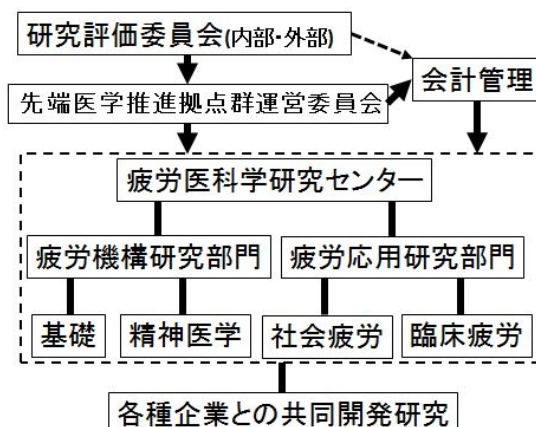 研究評価委員会(内部・外部)
会計管理
先端医学推進拠点群運営委員会
疲労医科学研究センター
疲労機構研究部門
疲労応用研究部門
基礎
精神医学
社会疲労
臨床疲労
各種企業との共同開発研究